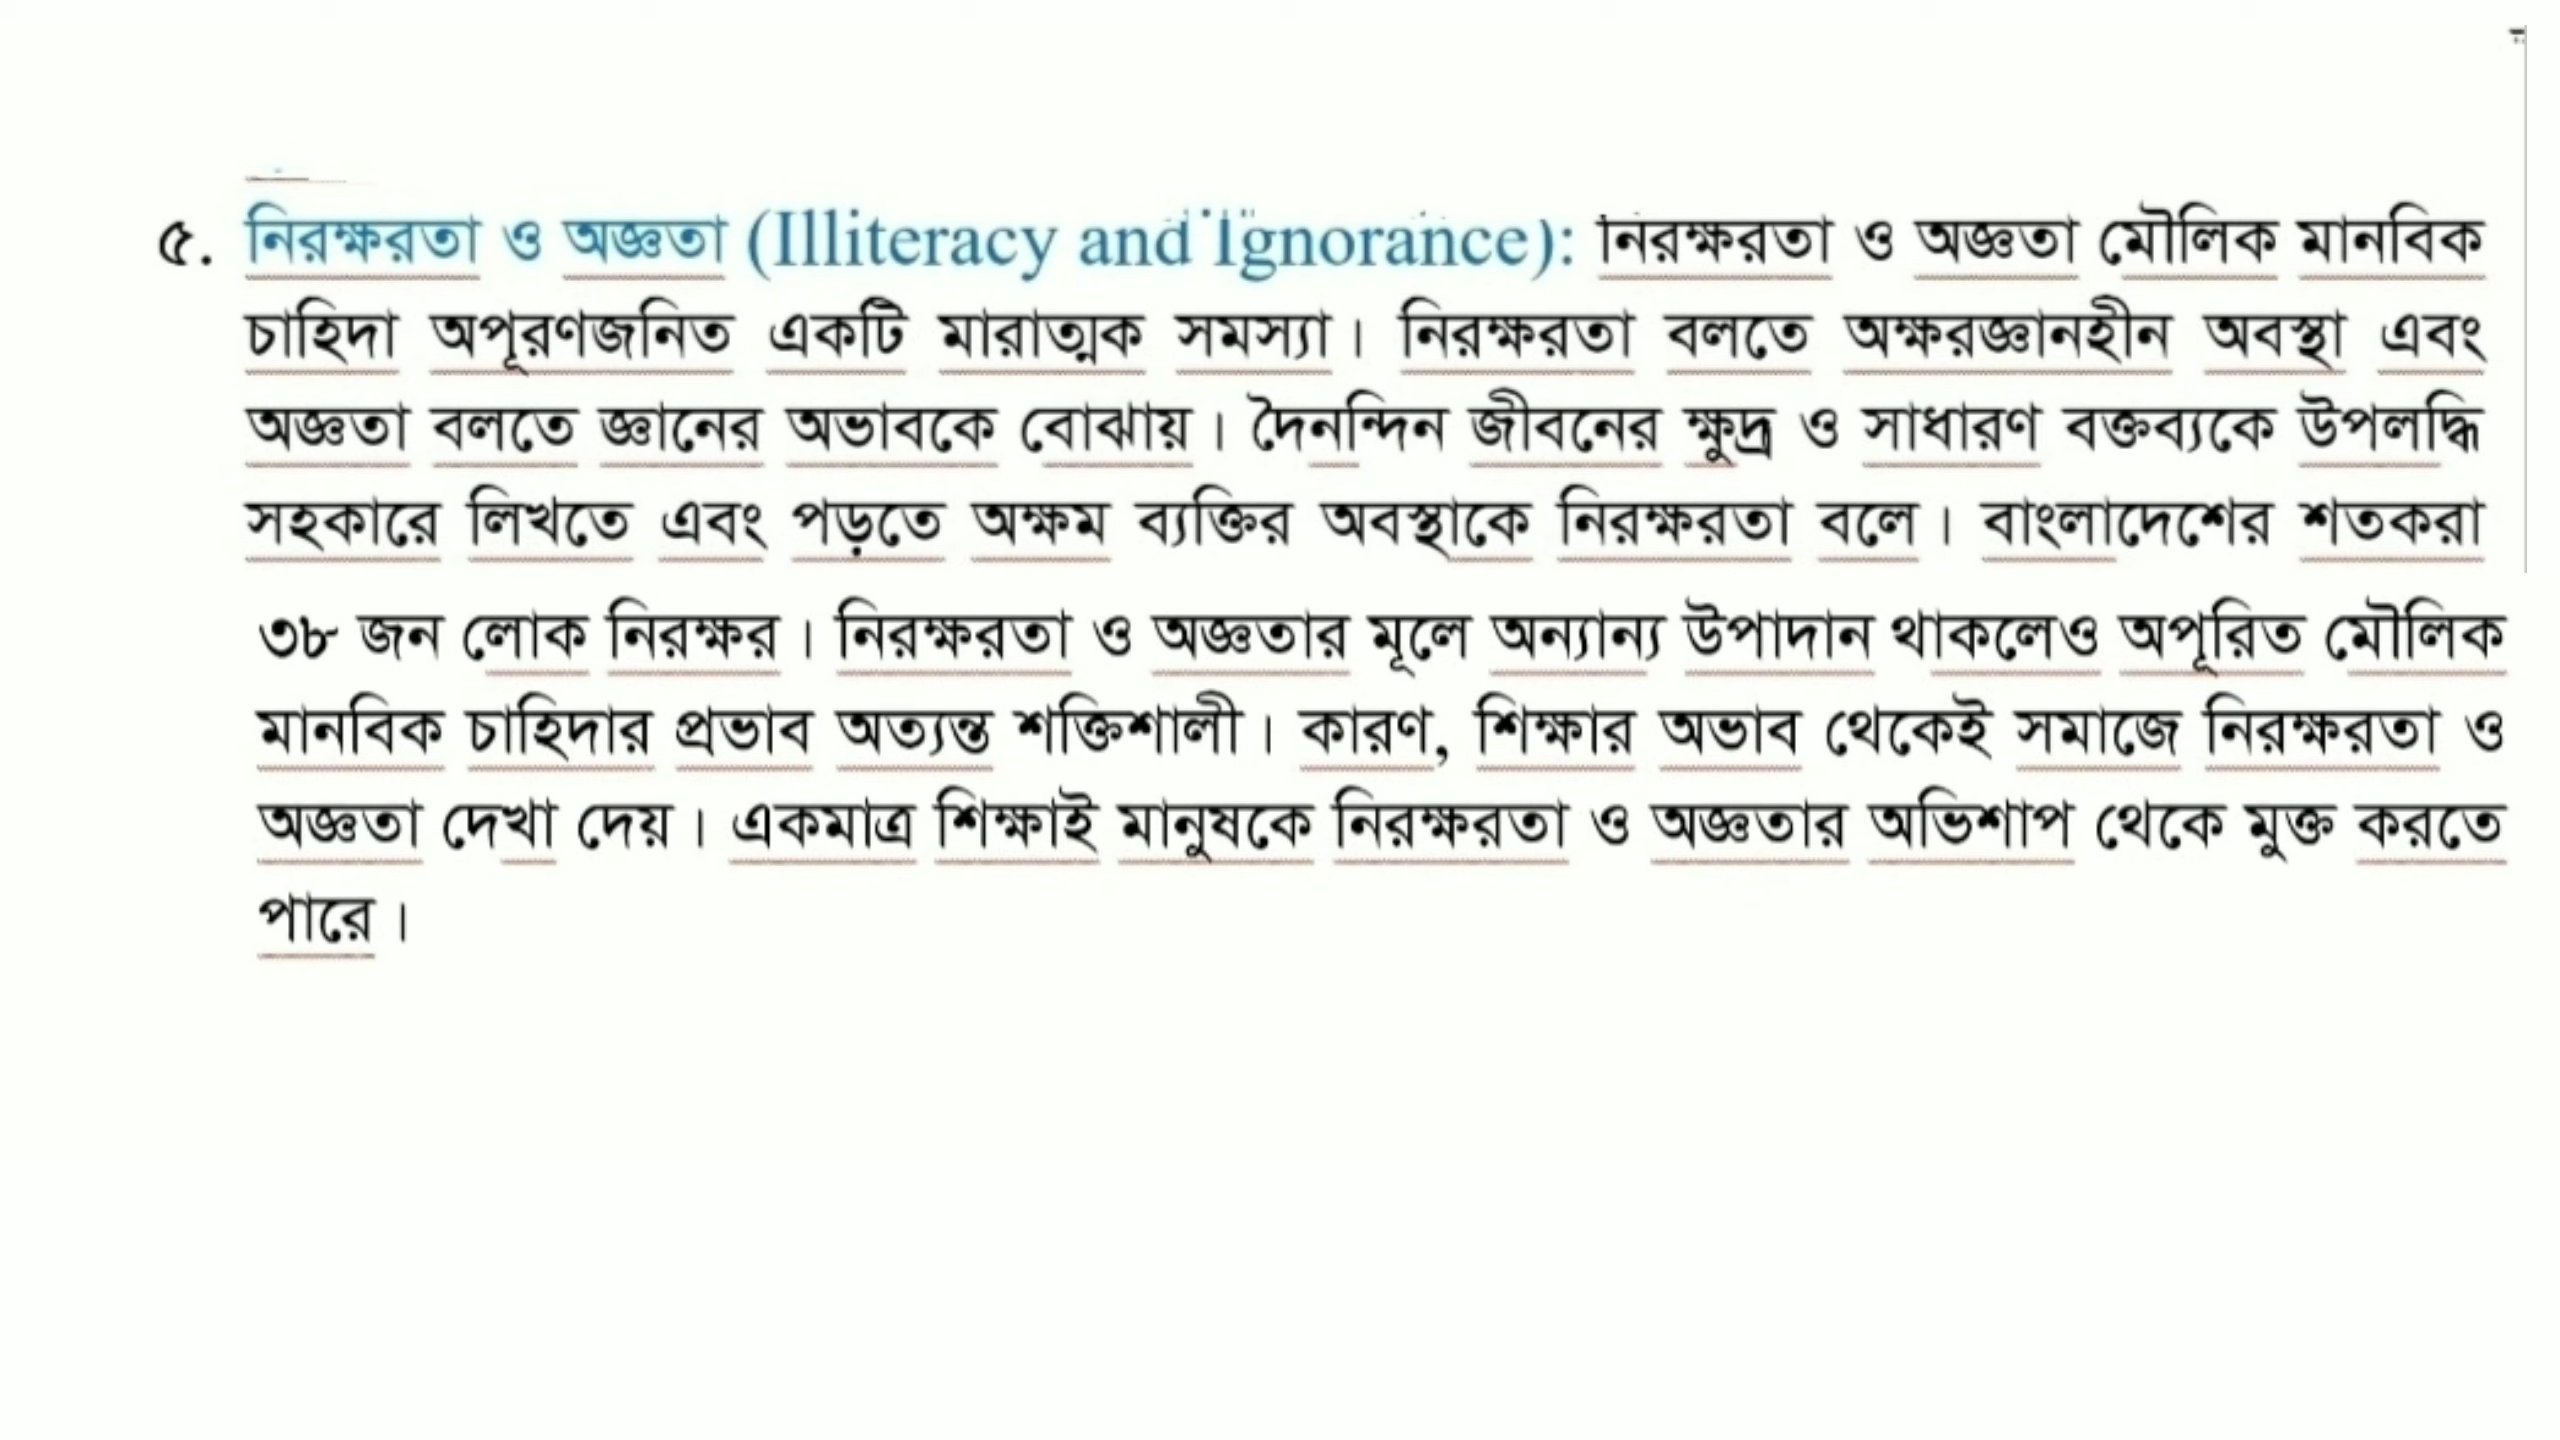 ৫. নিরক্ষরতা ও অজ্ঞতা (Illiteracy and Ignorance): নিরক্ষরতা ও অজ্ঞতা মৌলিক মানবিক
চাহিদা অপূরণজনিত একটি মারাত্মক সমস্যা। নিরক্ষরতা বলতে অক্ষরজ্ঞানহীন অবস্থা এবং
অজ্ঞতা বলতে জ্ঞানের অভাবকে বোঝায়। দৈনন্দিন জীবনের ক্ষুদ্র ও সাধারণ বক্তব্যকে উপলদ্ধি
সহকারে লিখতে এবং পড়তে অক্ষম ব্যক্তির অবস্থাকে নিরক্ষরতা বলে। বাংলাদেশের শতকরা
৩৮ জন লোক নিরক্ষর। নিরক্ষরতা ও অজ্ঞতার মূলে অন্যান্য উপাদান থাকলেও অপূরিত মৌলিক
মানবিক চাহিদার প্রভাব অত্যন্ত শক্তিশালী। কারণ, শিক্ষার অভাব থেকেই সমাজে নিরক্ষরতা ও
অজ্ঞতা দেখা দেয়। একমাত্র শিক্ষাই মানুষকে নিরক্ষরতা ও অজ্ঞতার অভিশাপ থেকে মুক্ত করতে
পারে।